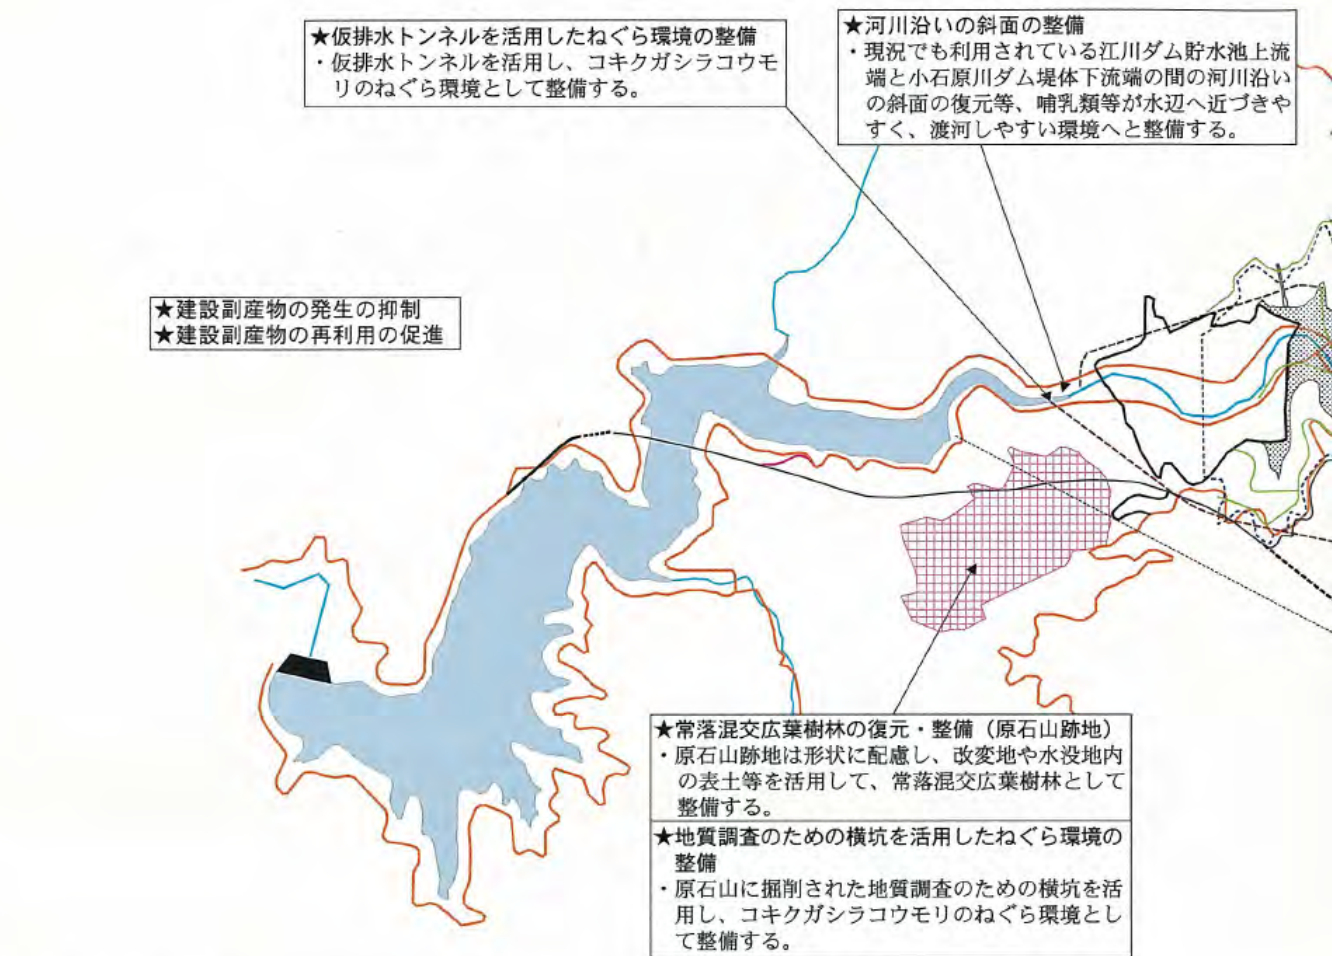 ★仮排水トンネルを活用したねぐら環境の整備
・仮排水トンネルを活用し、コキクガシラコウモ
リのねぐら環境として整備する。
★河川沿いの斜面の整備
・現況でも利用されている江川ダム貯水池上流
端と小石原川ダム堤体下流端の間の河川沿い
の斜面の復元等、哺乳類等が水辺へ近づきや
すく、渡河しやすい環境へと整備する。
★建設副産物の発生の抑制
★建設副産物の再利用の促進
★常落混交広葉樹林の復元・整備（原石山跡地）
・原石山跡地は形状に配慮し、改変地や水没地内
の表土等を活用して、常落混交広葉樹林として
整備する。
★地質調査のための横坑を活用したねぐら環境の
整備
・原石山に掘削された地質調査のための横坑を活
用し、コキクガシラコウモリのねぐら環境とし
て整備する。